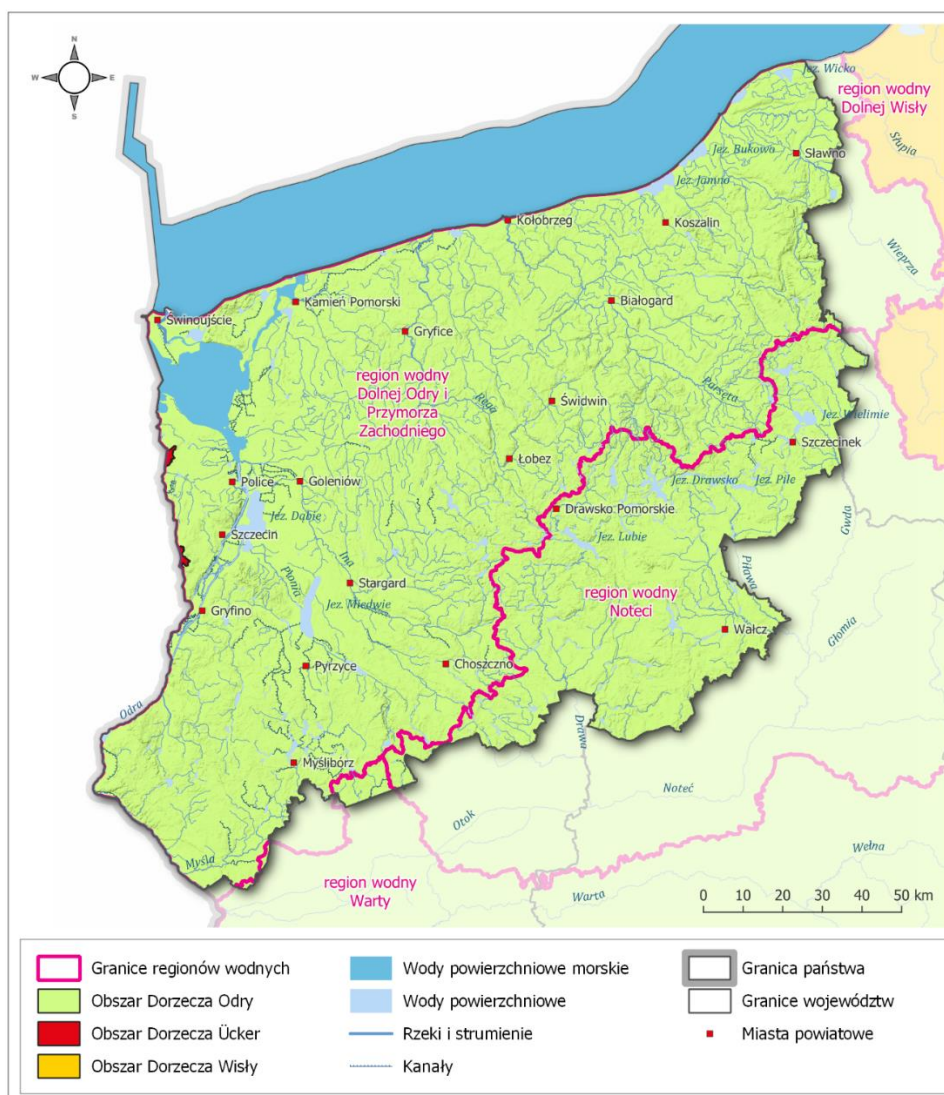 N
W E
S
Jez. Wicko
region wodny
Dolnej Wisły
Słupia
Jez. Bukowo
Sławno
Jez. Jamno
Kołobrzeg
Koszalin
Wieprza
Kamień Pomorski
Białogard
Świnoujście
Gryfice
region wodny
Dolnej Odry i
Przymorza
Zachodniego
Parsęta
Rega
Świdwin
Jez. Wielimie
Szczecinek
Łobez
Police
Goleniów
Jez. Drawsko
Jez. Pile
Drawsko Pomorskie
Jez. Dąbie
Gwda
Szczecin
Jez. Lubie
Ina
Płonia
Stargard
Piława
region wodny
Noteci
Jez. Miedwie
Gryfino
Wałcz
Głomia
Pyrzyce
Choszczno
Odra
Drawa
Myślibórz
Noteć
Otok
Wełna
Myśla
region wodny
Warty
Warta
0 10 20 30 40 50 km
Granice regionów wodnych
Obszar Dorzecza Odry
Obszar Dorzecza Ücker
Obszar Dorzecza Wisły
Wody powierzchniowe morskie
Wody powierzchniowe
Rzeki i strumienie
Kanały
Granica państwa
Granice województw
Miasta powiatowe